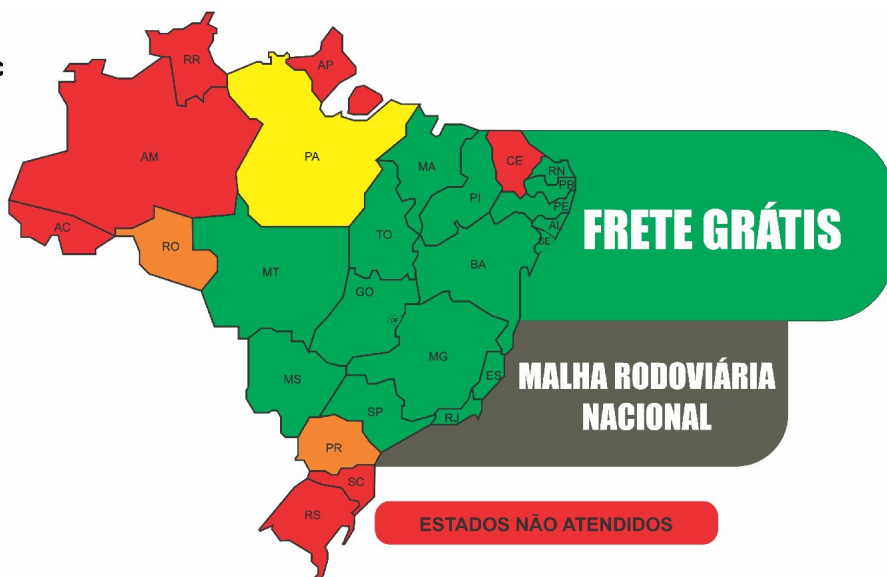 RR
AP
AM
PA
MA
CE
RN
PB
PI
PE
AL
SE
AC
RO
TO
MT
BA
GO
DF
MG
ES
MS
SP
RJ
PR
SC
RS
FRETE GRÁTIS
MALHA RODOVIÁRIA
NACIONAL
ESTADOS NÃO ATENDIDOS